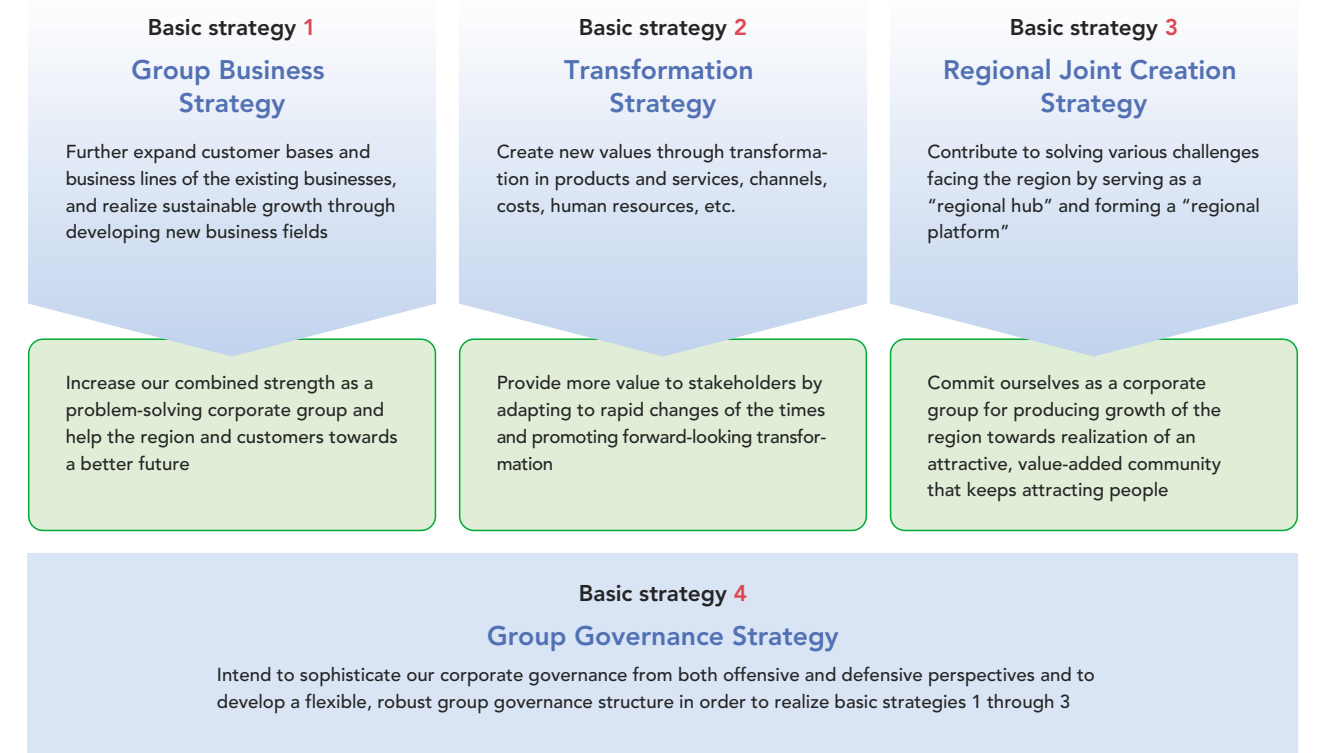 Basic strategy 1
Group Business
Strategy
Further expand customer bases and
business lines of the existing businesses,
and realize sustainable growth through
developing new business fields
Increase our combined strength as a
problem-solving corporate group and
help the region and customers towards
a better future
Basic strategy 2
Transformation
Strategy
Create new values through transforma-
tion in products and services, channels,
costs, human resources, etc.
Provide more value to stakeholders by
adapting to rapid changes of the times
and promoting forward-looking transfor-
mation
Basic strategy 3
Regional Joint Creation
Strategy
Contribute to solving various challenges
facing the region by serving as a
“regional hub” and forming a “regional
platform”
Commit ourselves as a corporate
group for producing growth of the
region towards realization of an
attractive, value-added community
that keeps attracting people
Basic strategy 4
Group Governance Strategy
Intend to sophisticate our corporate governance from both offensive and defensive perspectives and to
develop a flexible, robust group governance structure in order to realize basic strategies 1 through 3